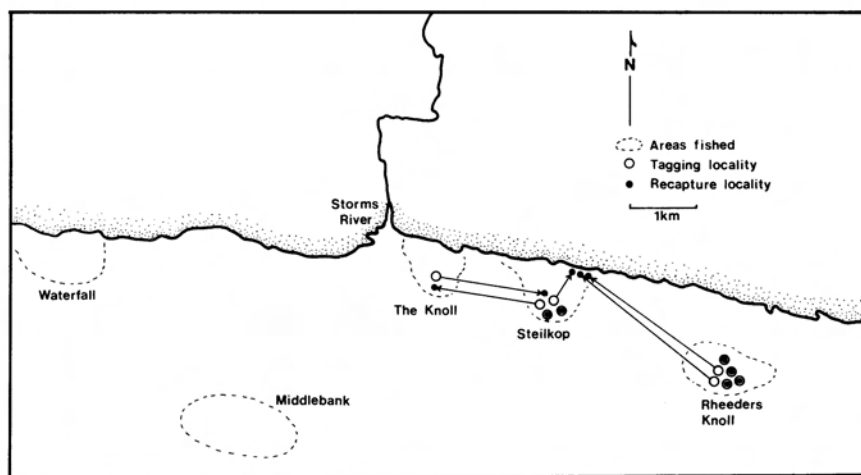 N
Areas fished
Tagging locality
Recapture locality
1km
Storms
River
Waterfall
The Knoll
Steilkop
Middlebank
Rheeders
Knoll